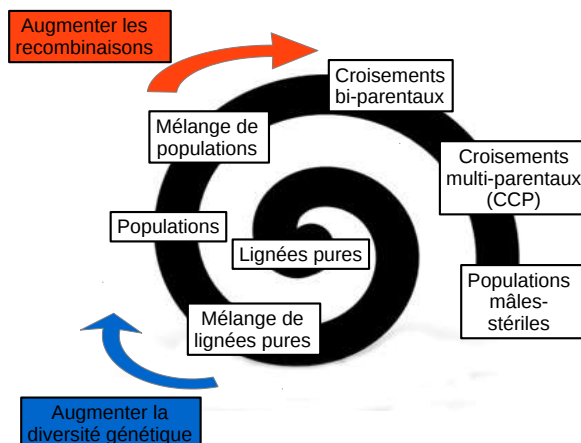 Augmenter les
recombinaisons
Croisements
bi-parentaux
Mélange de
populations
Croisements
multi-parentaux
(CCP)
Populations
Lignées pures
Populations
mâles-
stériles
Mélange de
lignées pures
Augmenter la
diversité génétique